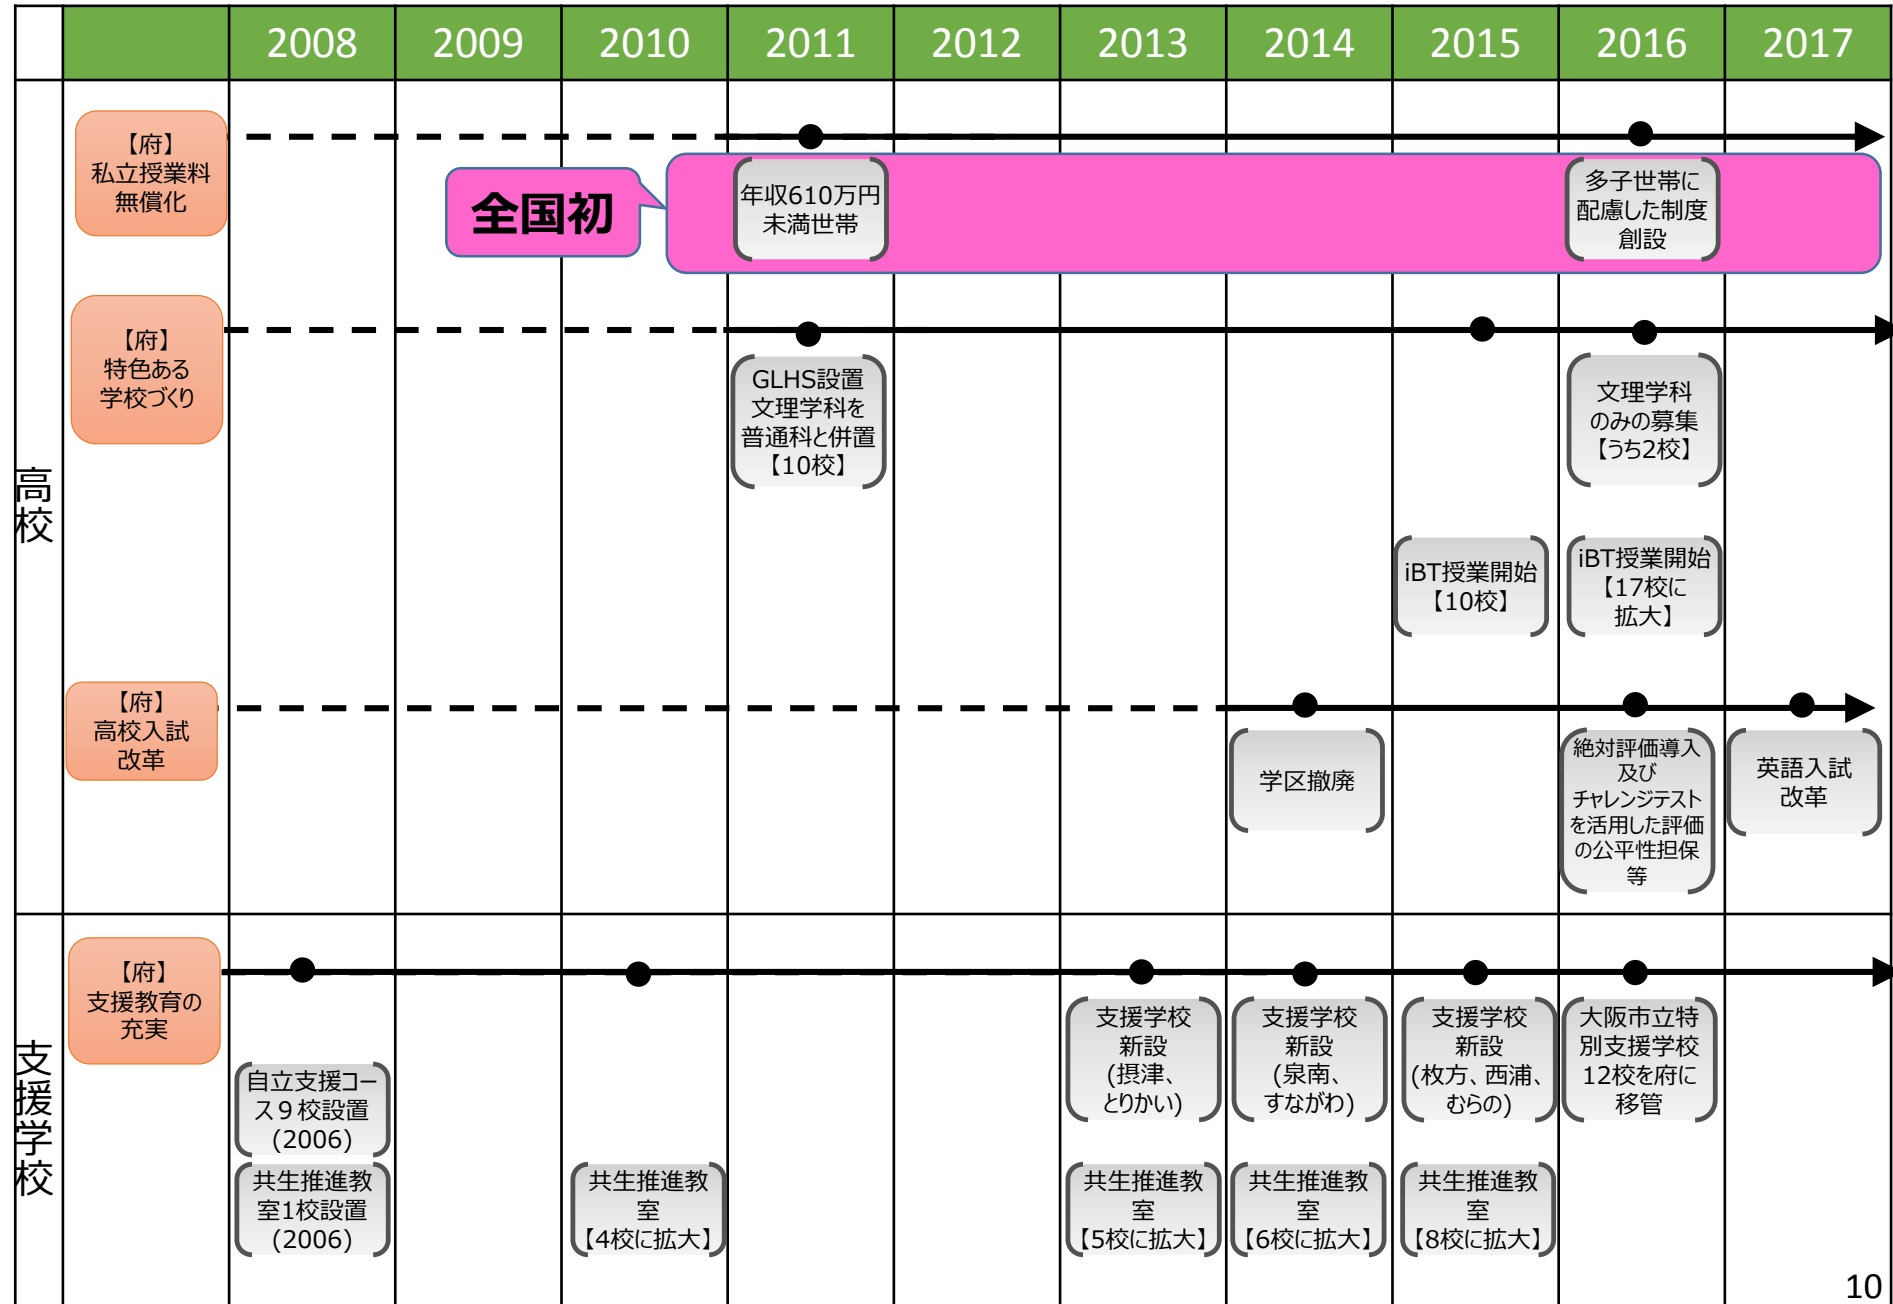 2008 2009 2010 2011 2012 2013 2014 2015 2016 2017
高校
【府】
私立授業料
無償化
全国初
年収610万円
未満世帯
多子世帯に
配慮した制度
創設
【府】
特色ある
学校づくり
GLHS設置
文理学科を
普通科と併置
【10校】
文理学科
のみの募集
【うち2校】
iBT授業開始
【10校】
iBT授業開始
【17校に
拡大】
【府】
高校入試
改革
学区撤廃
絶対評価導入
及び
チャレンジテスト
を活用した評価
の公平性担保
等
英語入試
改革
支援学校
【府】
支援教育の
充実
自立支援コー
ス９校設置
(2006)
支援学校
新設
(摂津、
とりかい)
支援学校
新設
(泉南、
すながわ)
支援学校
新設
(枚方、西浦、
むらの)
大阪市立特
別支援学校
12校を府に
移管
共生推進教
室1校設置
(2006)
共生推進教
室
【4校に拡大】
共生推進教
室
【5校に拡大】
共生推進教
室
【6校に拡大】
共生推進教
室
【8校に拡大】
10